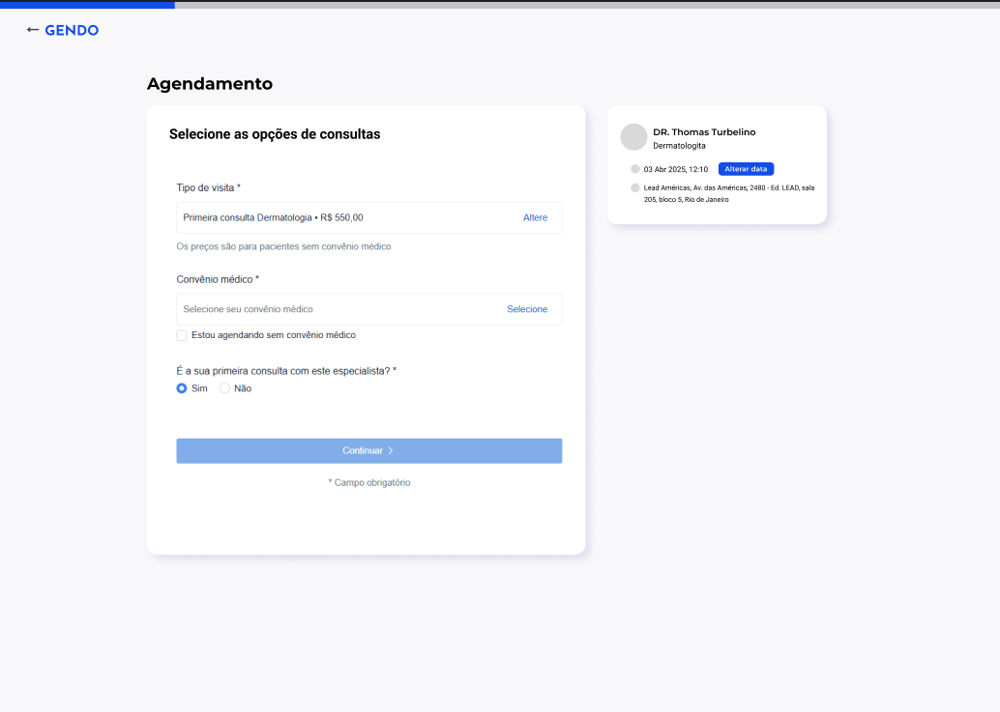 ← GENDO
Agendamento
Selecione as opções de consultas
Tipo de visita *
Primeira consulta Dermatologia • R$ 550,00
Altere
Os preços são para pacientes sem convênio médico
Convênio médico *
Selecione seu convênio médico
Selecione
Estou agendando sem convênio médico
É a sua primeira consulta com este especialista? *
Sim
Não
Continuar
* Campo obrigatório
DR. Thomas Turbelino
Dermatologita
03 Abr 2025, 12:10
Alterar data
Lead Américas, Av. das Américas, 2480 - Ed. LEAD, sala
205, bloco 5, Rio de Janeiro